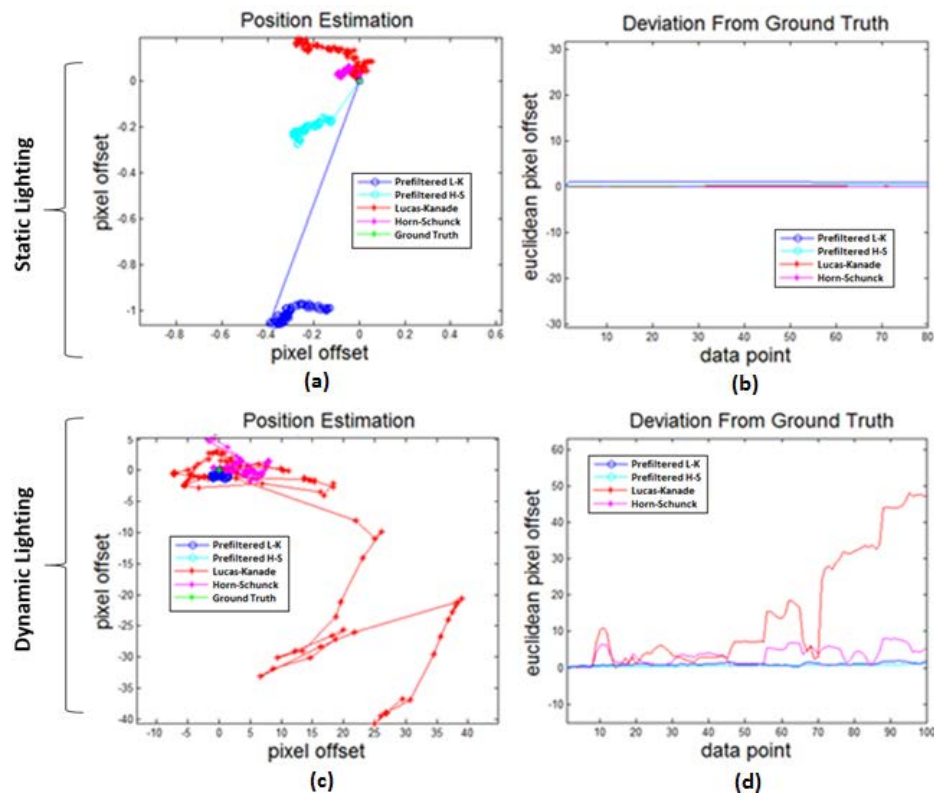 Position Estimation
Deviation From Ground Truth
Static Lighting
pixel offset
0
-0.2
-0.4
-0.6
-0.8
-1
Prefiltered L-K
Prefiltered H-S
Lucas-Kanade
Horn-Schunck
Ground Truth
-0.8 -0.6 -0.4 -0.2 0 0.2 0.4 0.6
pixel offset
(a)
euclidean pixel offset
30
20
10
0
-10
-20
-30
Prefiltered L-K
Prefiltered H-S
Lucas-Kanade
Horn-Schunck
10 20 30 40 50 60 70 80
data point
(b)
Position Estimation
Deviation From Ground Truth
Dynamic Lighting
pixel offset
5
0
-5
-10
-15
-20
-25
-30
-35
-40
Prefiltered L-K
Prefiltered H-S
Lucas-Kanade
Horn-Schunck
Ground Truth
-10 -5 0 5 10 15 20 25 30 35 40
pixel offset
(c)
euclidean pixel offset
60
50
40
30
20
10
0
-10
Prefiltered L-K
Prefiltered H-S
Lucas-Kanade
Horn-Schunck
10 20 30 40 50 60 70 80 90 100
data point
(d)